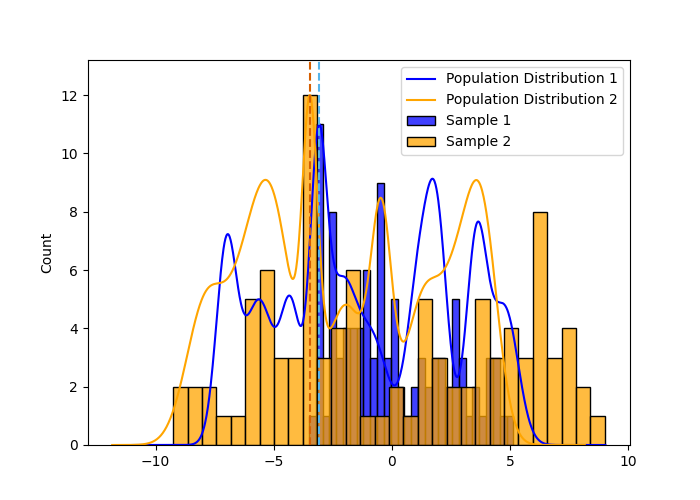 Population Distribution 1
Population Distribution 2
Sample 1
Sample 2
Count
12
10
8
6
4
2
0
−10
−5
0
5
10